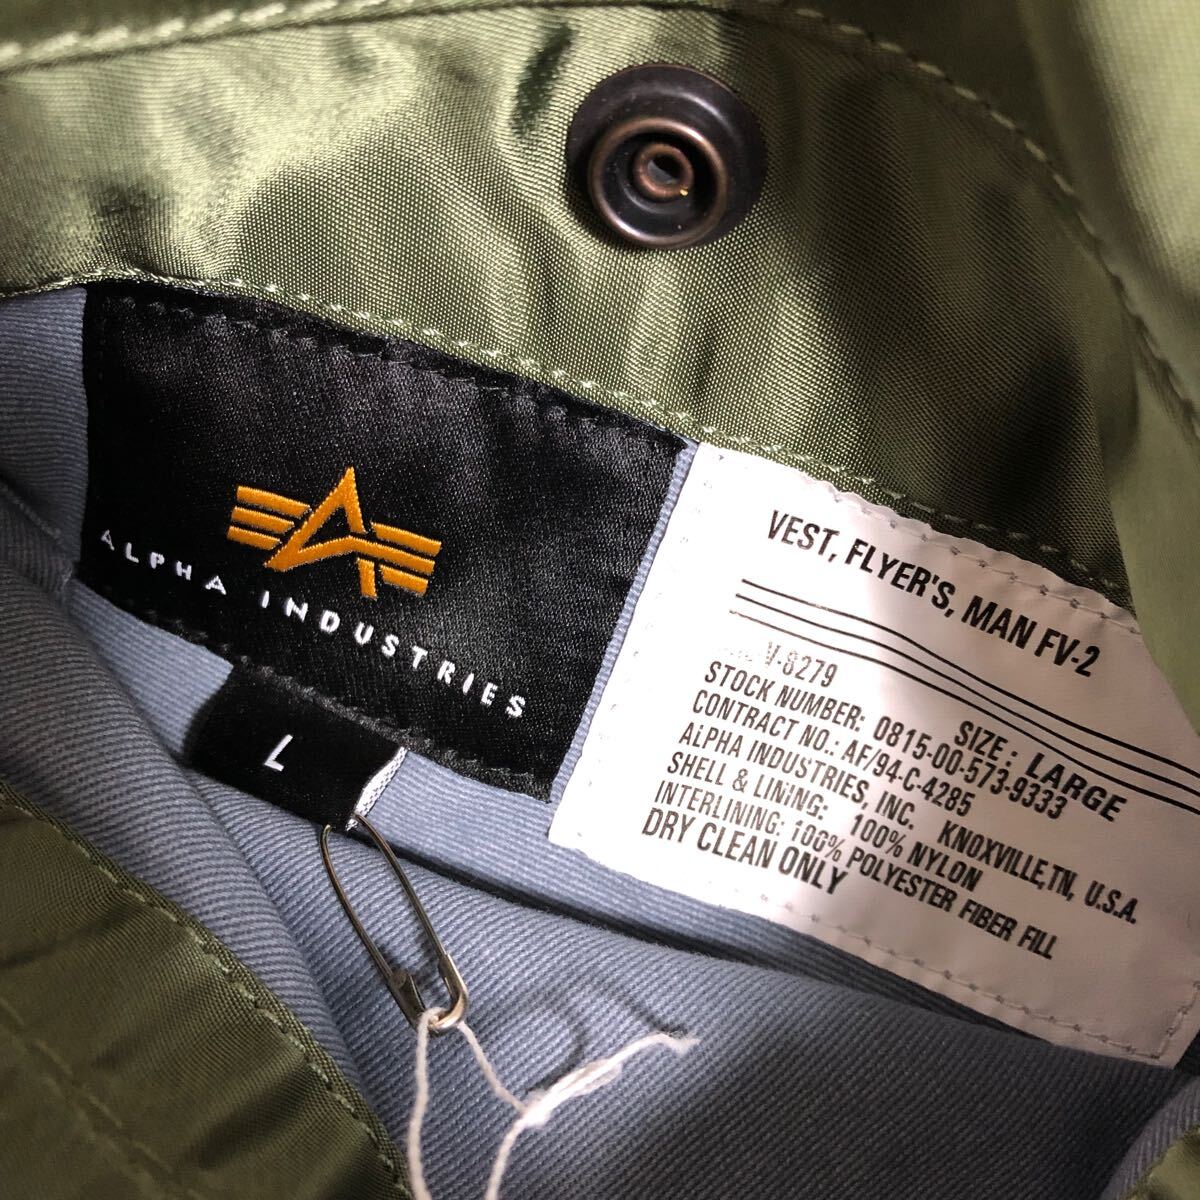 ALPHA INDUSTRIES
L
VEST, FLYER'S, MAN FV-2
V-8279
SIZE: LARGE
STOCK NUMBER: 0815-00-573-9333
CONTRACT NO.: AF/94-C-4285
ALPHA INDUSTRIES, INC. KNOXVILLE,TN, U.S.A.
SHELL & LINING: 100% NYLON
INTERLINING: 100% POLYESTER FIBER FILL
DRY CLEAN ONLY